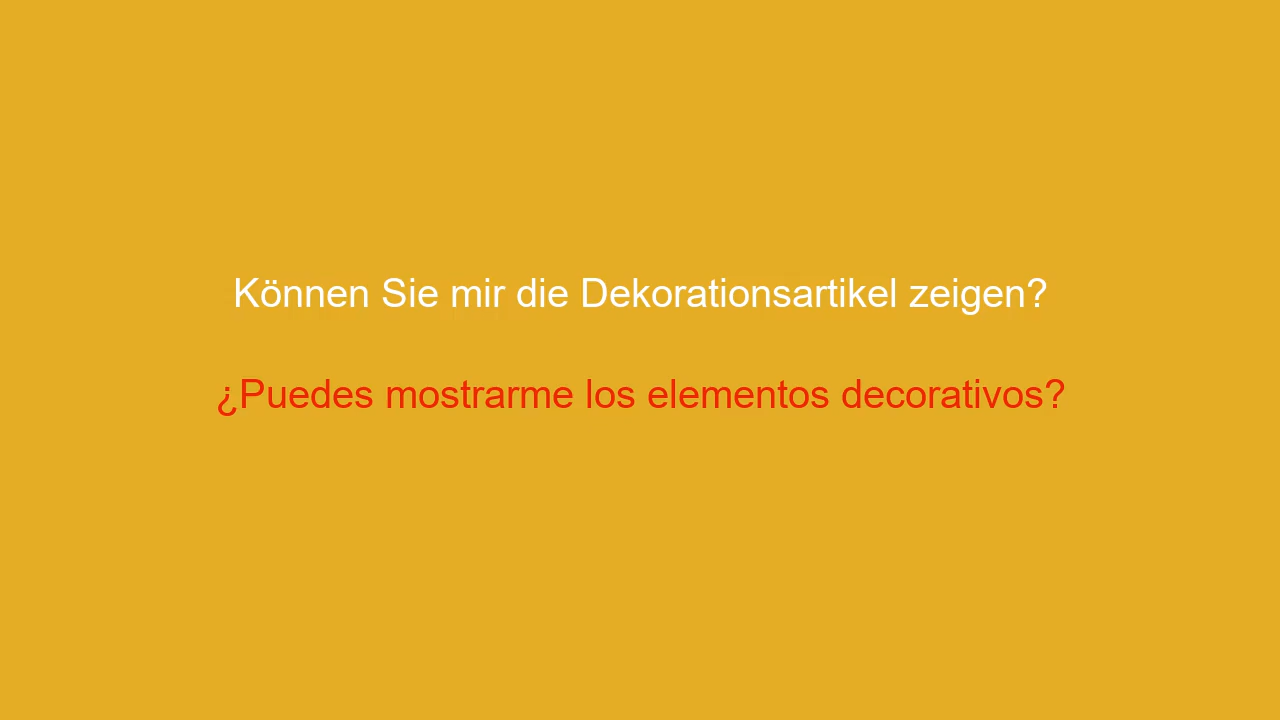 Können Sie mir die Dekorationsartikel zeigen?
¿Puedes mostrarme los elementos decorativos?